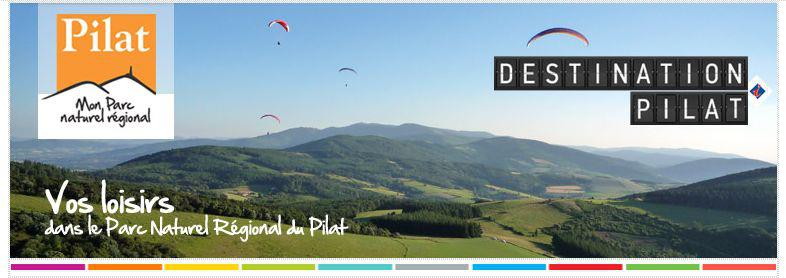 Pilat
Mon Parc
naturel régional
DESTINATION
PILAT
Vos loisirs
dans le Parc Naturel Régional du Pilat